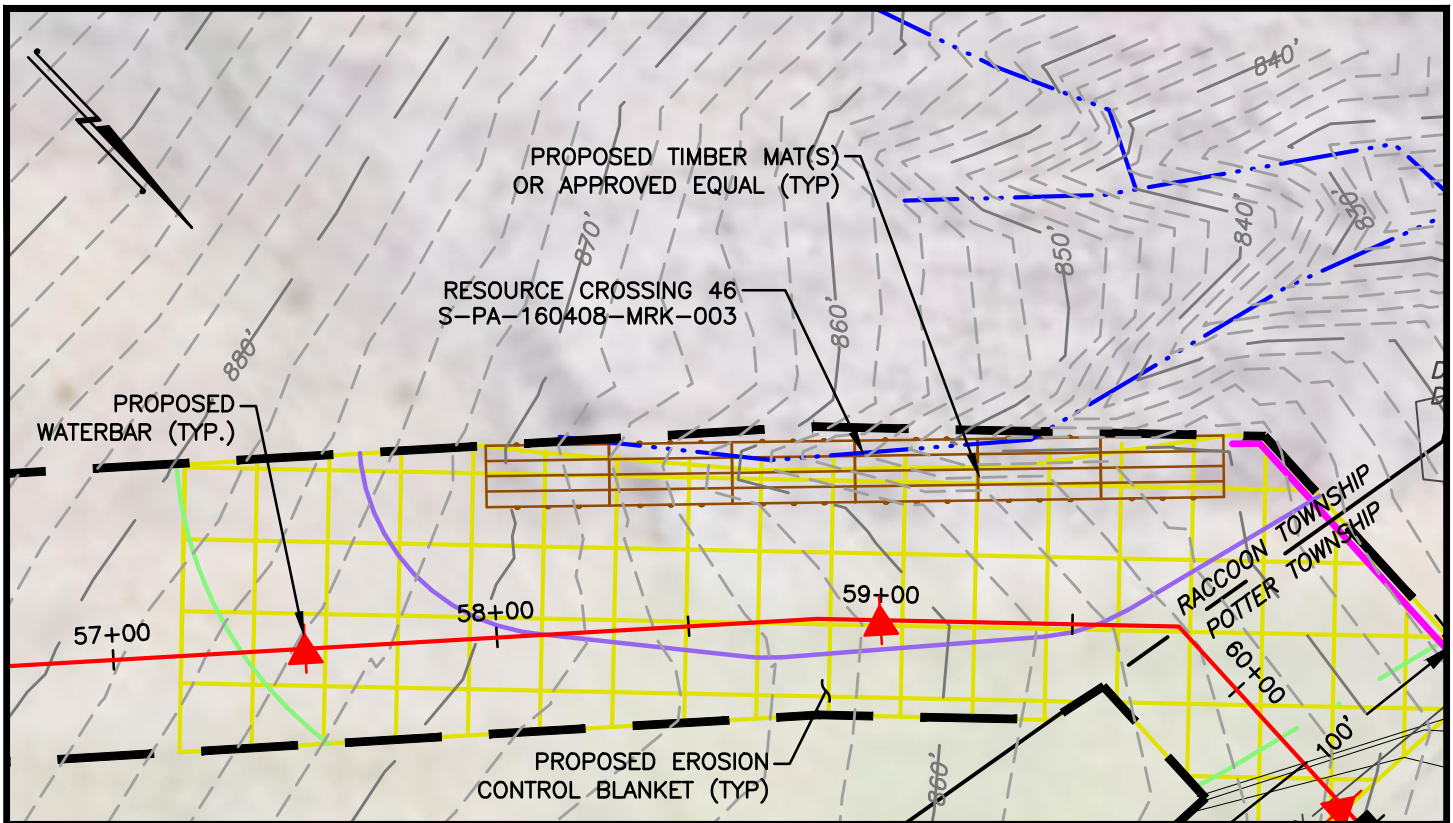 840'
PROPOSED TIMBER MAT(S)
OR APPROVED EQUAL (TYP)
830'
840'
870'
850'
RESOURCE CROSSING 46
S-PA-160408-MRK-003
860'
880'
PROPOSED
WATERBAR (TYP.)
RACCOON TOWNSHIP
POTTER TOWNSHIP
57+00
58+00
59+00
60+00
100'
PROPOSED EROSION
CONTROL BLANKET (TYP)
860'